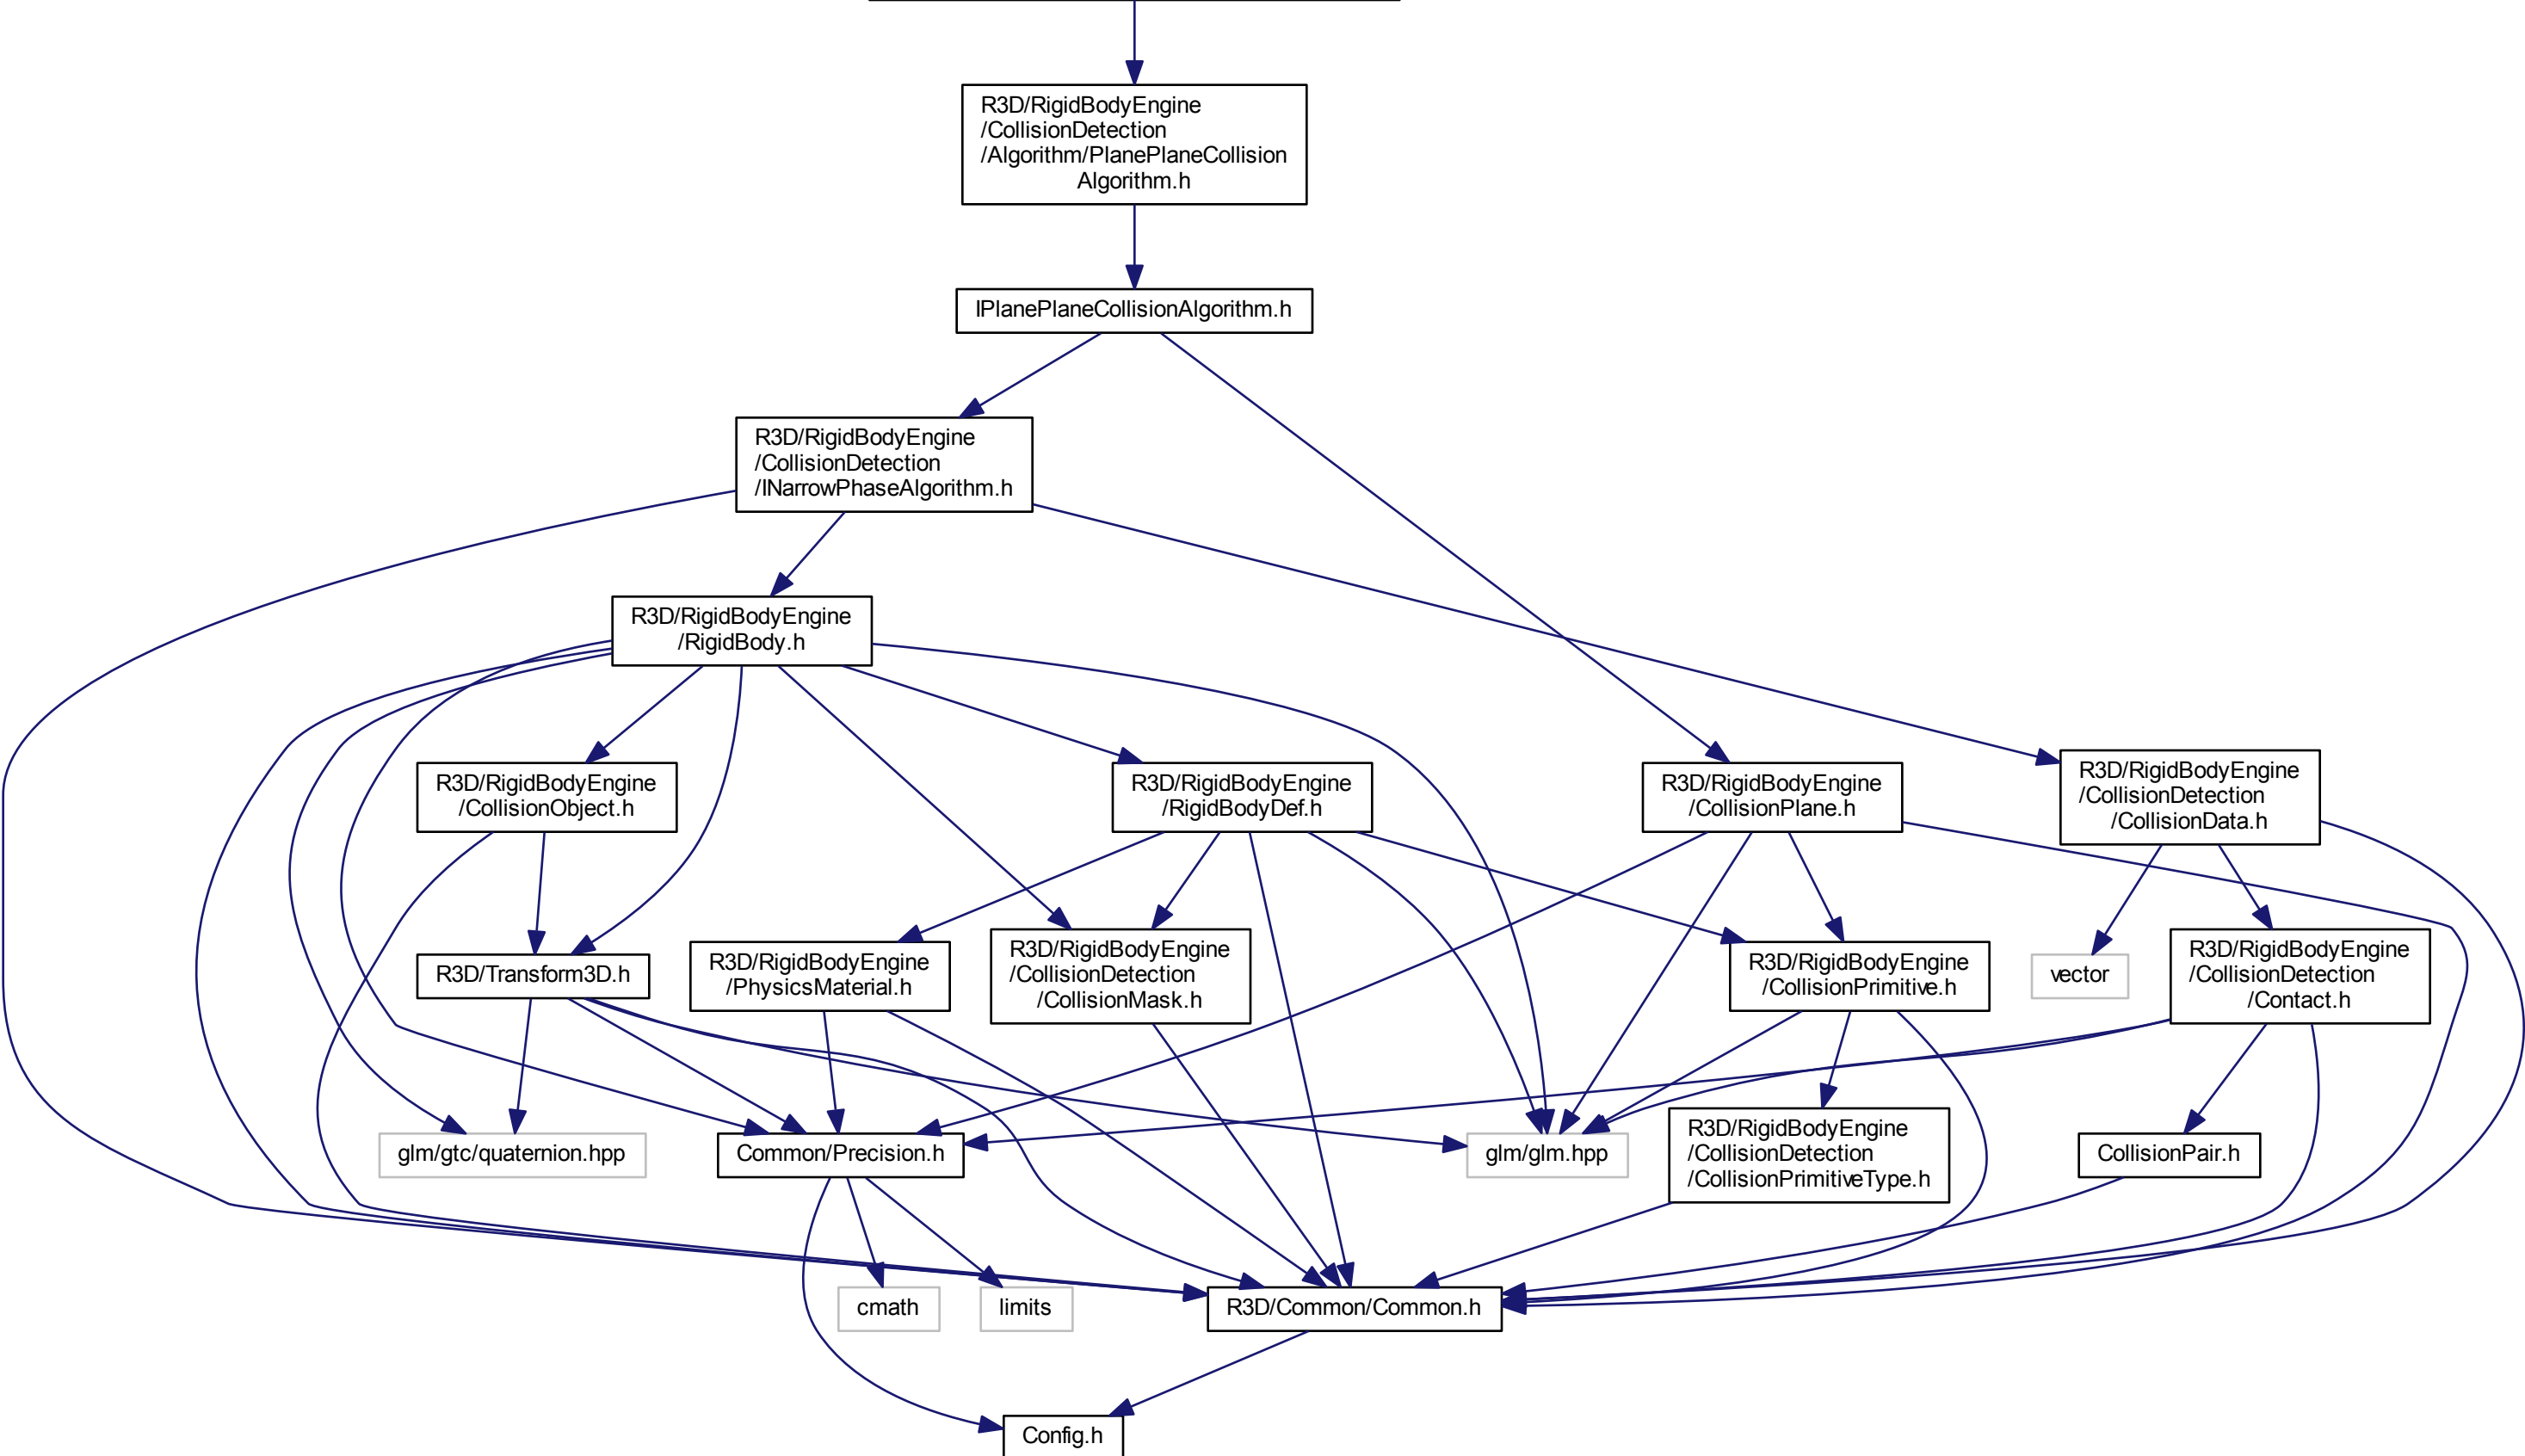 R3D/RigidBodyEngine
/CollisionDetection
/Algorithm/PlanePlaneCollision
Algorithm.h
IPlanePlaneCollisionAlgorithm.h
R3D/RigidBodyEngine
/CollisionDetection
/INarrowPhaseAlgorithm.h
R3D/RigidBodyEngine
/RigidBody.h
R3D/RigidBodyEngine
/CollisionObject.h
R3D/RigidBodyEngine
/RigidBodyDef.h
R3D/RigidBodyEngine
/CollisionPlane.h
R3D/RigidBodyEngine
/CollisionDetection
/CollisionData.h
R3D/Transform3D.h
R3D/RigidBodyEngine
/PhysicsMaterial.h
R3D/RigidBodyEngine
/CollisionDetection
/CollisionMask.h
R3D/RigidBodyEngine
/CollisionPrimitive.h
vector
R3D/RigidBodyEngine
/CollisionDetection
/Contact.h
glm/gtc/quaternion.hpp
Common/Precision.h
glm/glm.hpp
R3D/RigidBodyEngine
/CollisionDetection
/CollisionPrimitiveType.h
CollisionPair.h
cmath
limits
R3D/Common/Common.h
Config.h